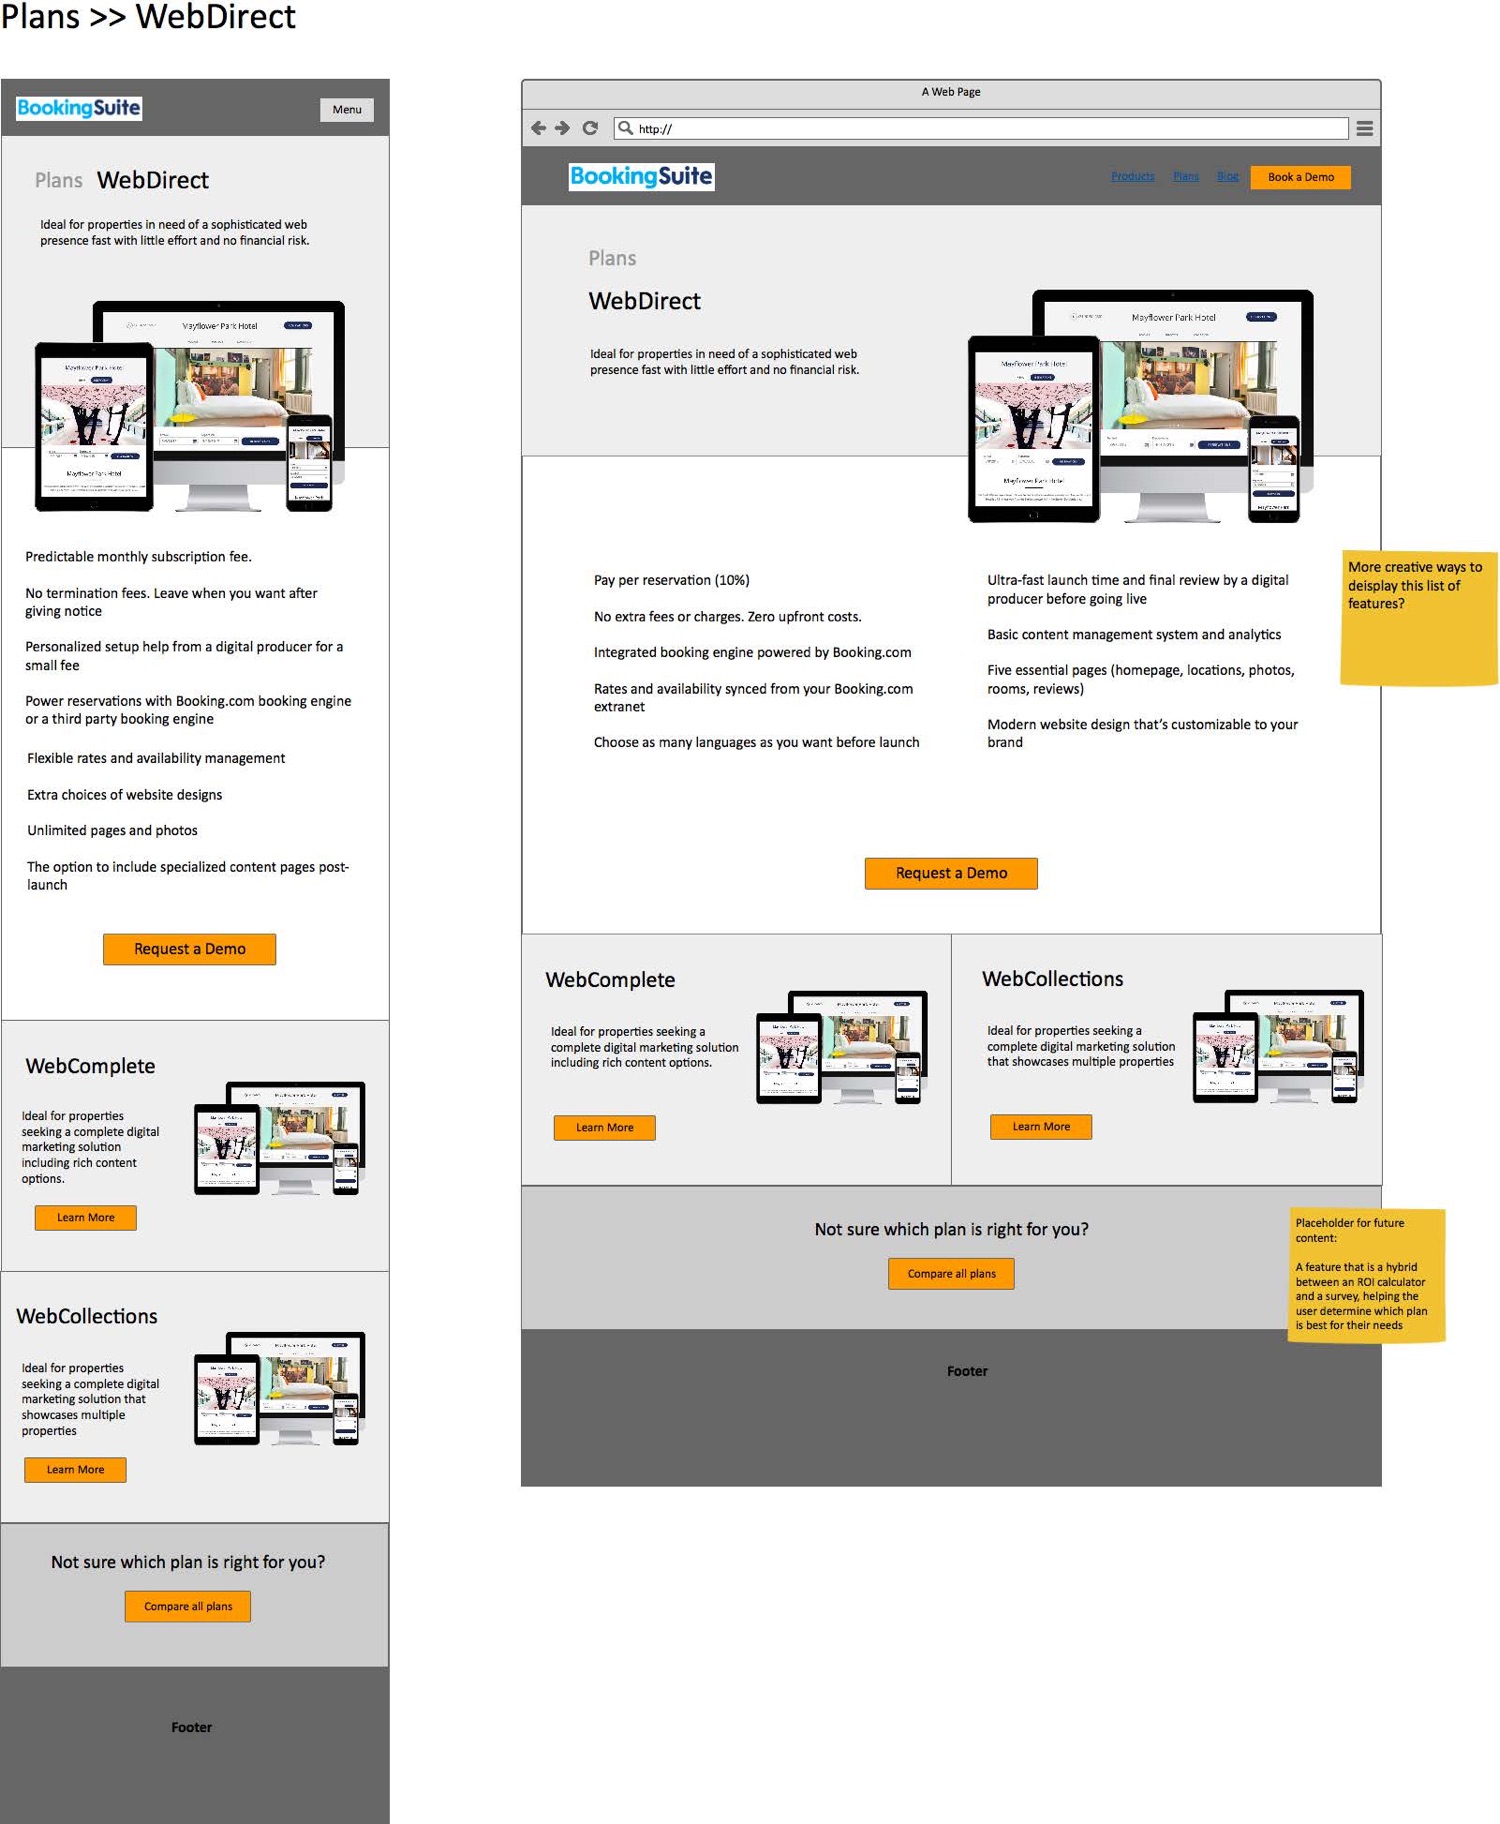 Plans >> WebDirect
BookingSuite
Menu
Plans WebDirect
Ideal for properties in need of a sophisticated web
presence fast with little effort and no financial risk.
Mayflower Park Hotel
Mayflower Park Hotel
Mayflower Park Hotel
Predictable monthly subscription fee.
No termination fees. Leave when you want after
giving notice
Personalized setup help from a digital producer for a
small fee
Power reservations with Booking.com booking engine
or a third party booking engine
Flexible rates and availability management
Extra choices of website designs
Unlimited pages and photos
The option to include specialized content pages post-
launch
Request a Demo
WebComplete
Ideal for properties
seeking a complete digital
marketing solution
including rich content
options.
Learn More
WebCollections
Ideal for properties
seeking a complete digital
marketing solution that
showcases multiple
properties
Learn More
Not sure which plan is right for you?
Compare all plans
Footer
A Web Page
http://
BookingSuite
Products Plans Blog Book a Demo
Plans
WebDirect
Ideal for properties in need of a sophisticated web
presence fast with little effort and no financial risk.
Mayflower Park Hotel
Mayflower Park Hotel
Mayflower Park Hotel
Pay per reservation (10%)
No extra fees or charges. Zero upfront costs.
Integrated booking engine powered by Booking.com
Rates and availability synced from your Booking.com
extranet
Choose as many languages as you want before launch
Ultra-fast launch time and final review by a digital
producer before going live
Basic content management system and analytics
Five essential pages (homepage, locations, photos,
rooms, reviews)
Modern website design that’s customizable to your
brand
More creative ways to
deisplay this list of
features?
Request a Demo
WebComplete
Ideal for properties seeking a
complete digital marketing solution
including rich content options.
Learn More
WebCollections
Ideal for properties seeking a
complete digital marketing solution
that showcases multiple properties
Learn More
Not sure which plan is right for you?
Compare all plans
Placeholder for future
content:
A feature that is a hybrid
between an ROI calculator
and a survey, helping the
user determine which plan
is best for their needs
Footer